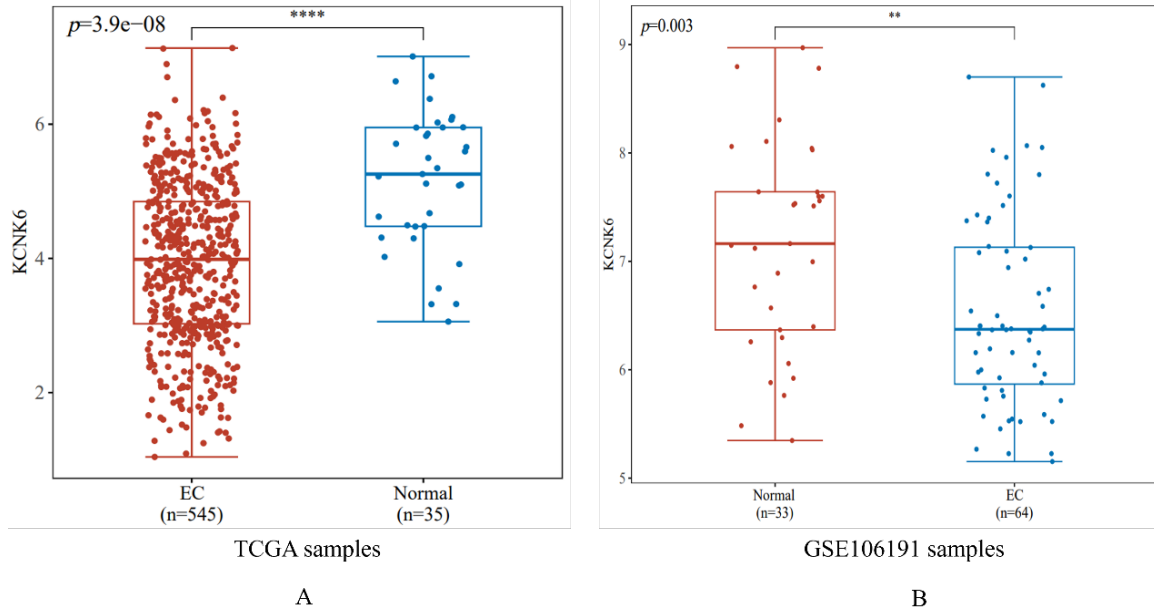 p=3.9e−08
****
KCNK6
6
4
2
EC
(n=545)
Normal
(n=35)
TCGA samples
A
p=0.003
**
KCNK6
9
8
7
6
5
Normal
(n=33)
EC
(n=64)
GSE106191 samples
B